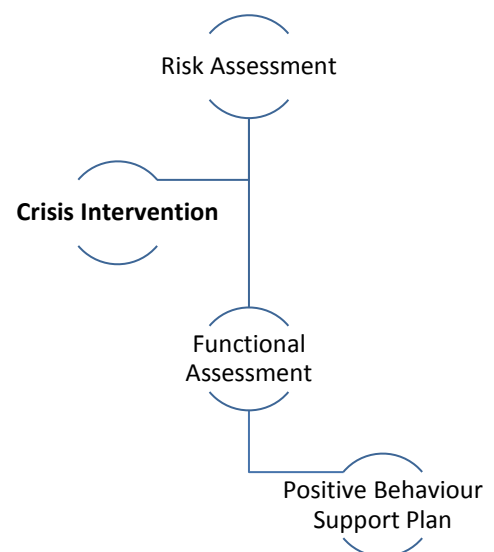 Risk Assessment
Crisis Intervention
Functional
Assessment
Positive Behaviour
Support Plan